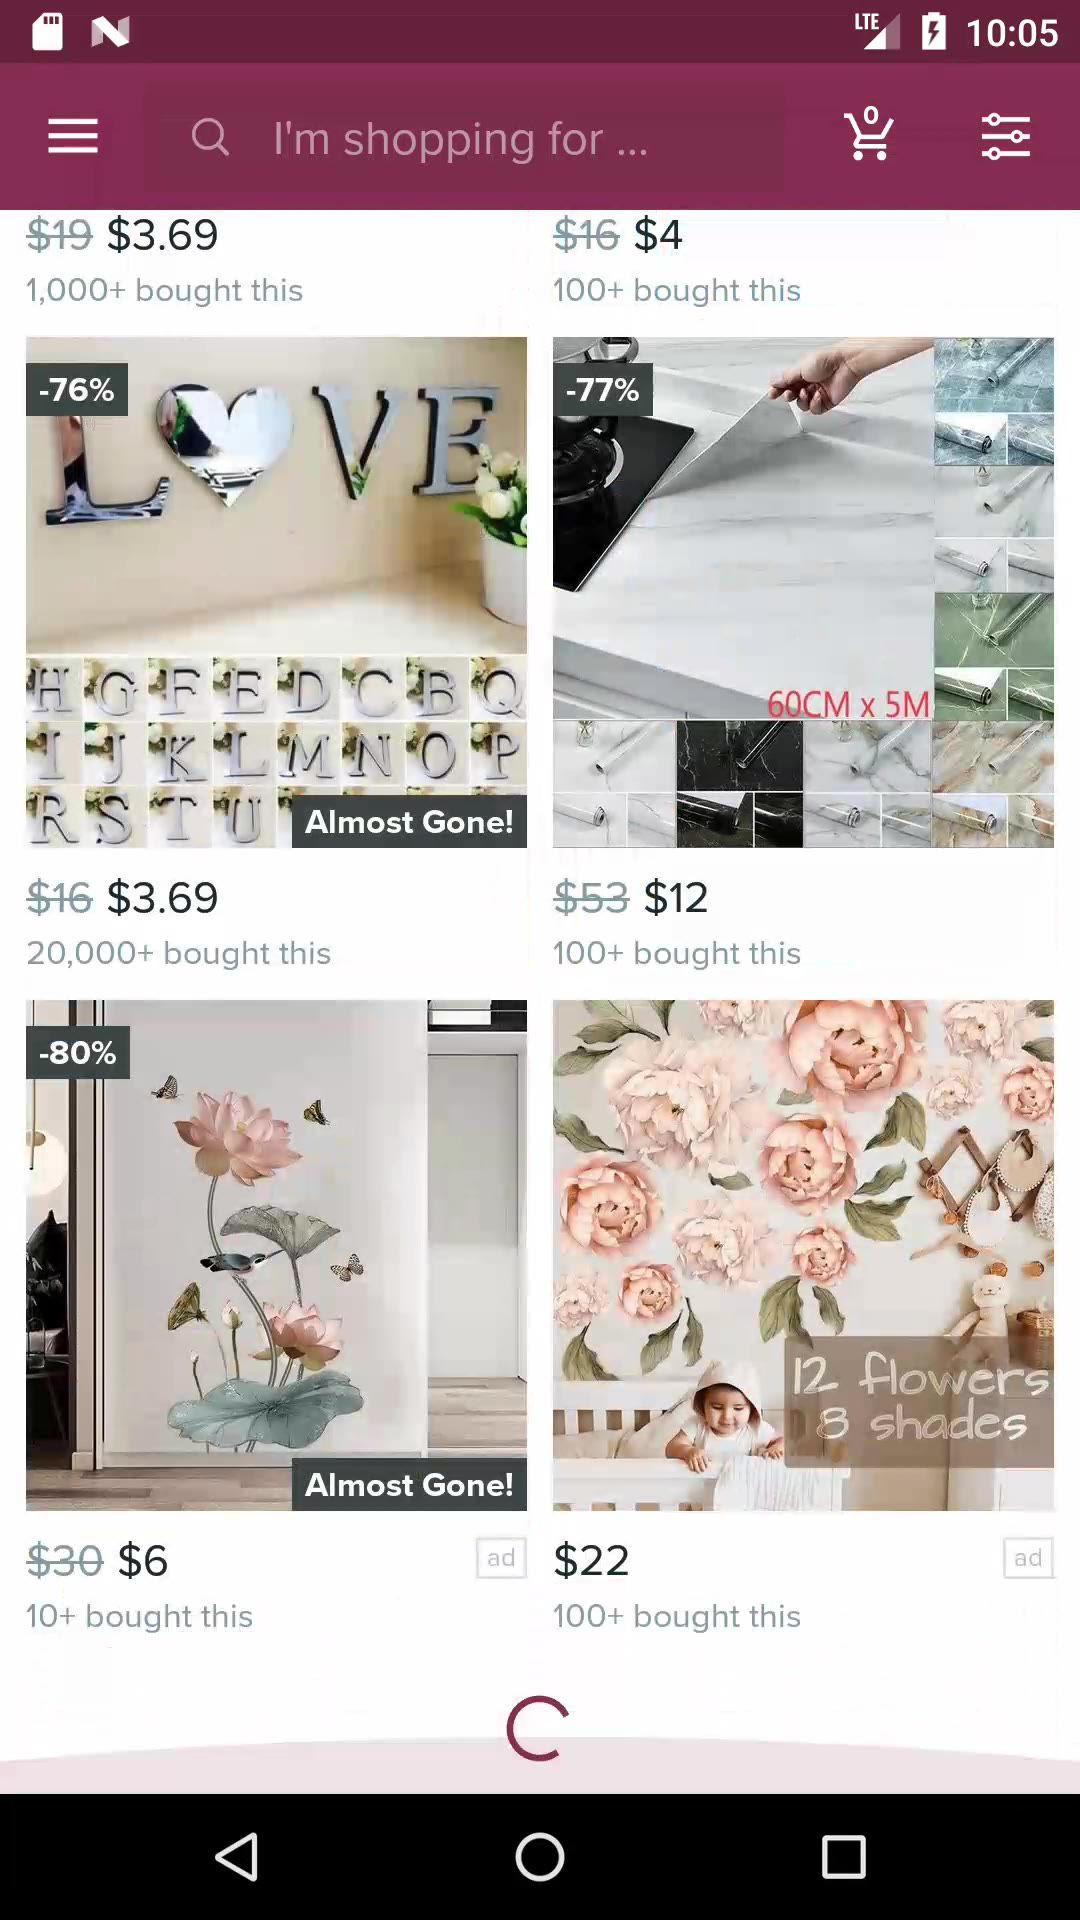 LTE 10:05
I'm shopping for ...
0
$19 $3.69
1,000+ bought this
$16 $4
100+ bought this
-76%
LOVE
H G F E D C B Q
I J K L M N O P
R S T U
Almost Gone!
$16 $3.69
20,000+ bought this
-77%
60CM x 5M
$53 $12
100+ bought this
-80%
Almost Gone!
$30 $6
ad
10+ bought this
12 flowers
8 shades
$22
ad
100+ bought this